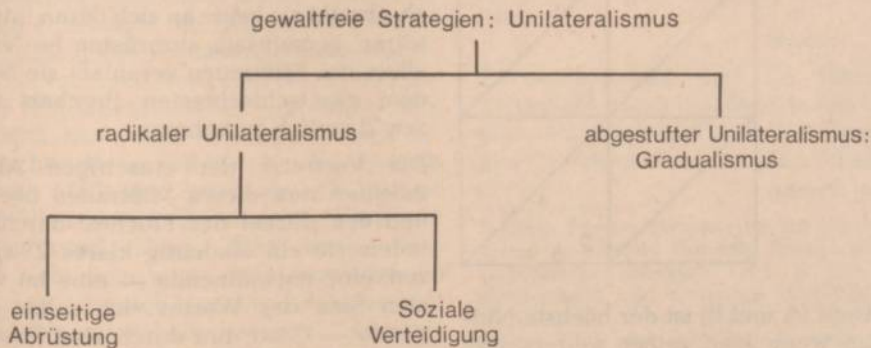 gewaltfreie Strategien: Unilateralismus
radikaler Unilateralismus
abgestufter Unilateralismus:
Gradualismus
einseitige
Abrüstung
Soziale
Verteidigung